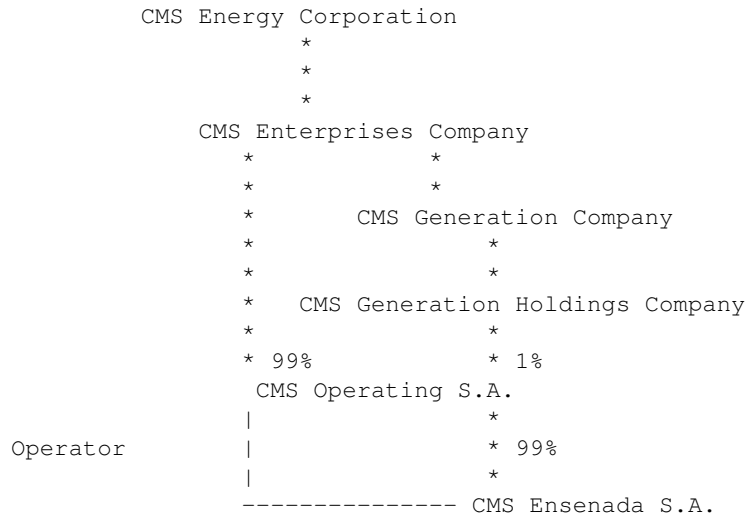 CMS Energy Corporation
*
*
*
CMS Enterprises Company
* *
* *
* CMS Generation Company
* *
* *
* CMS Generation Holdings Company
* *
* 99% * 1%
CMS Operating S.A.
| *
Operator | * 99%
| *
--------------- CMS Ensenada S.A.